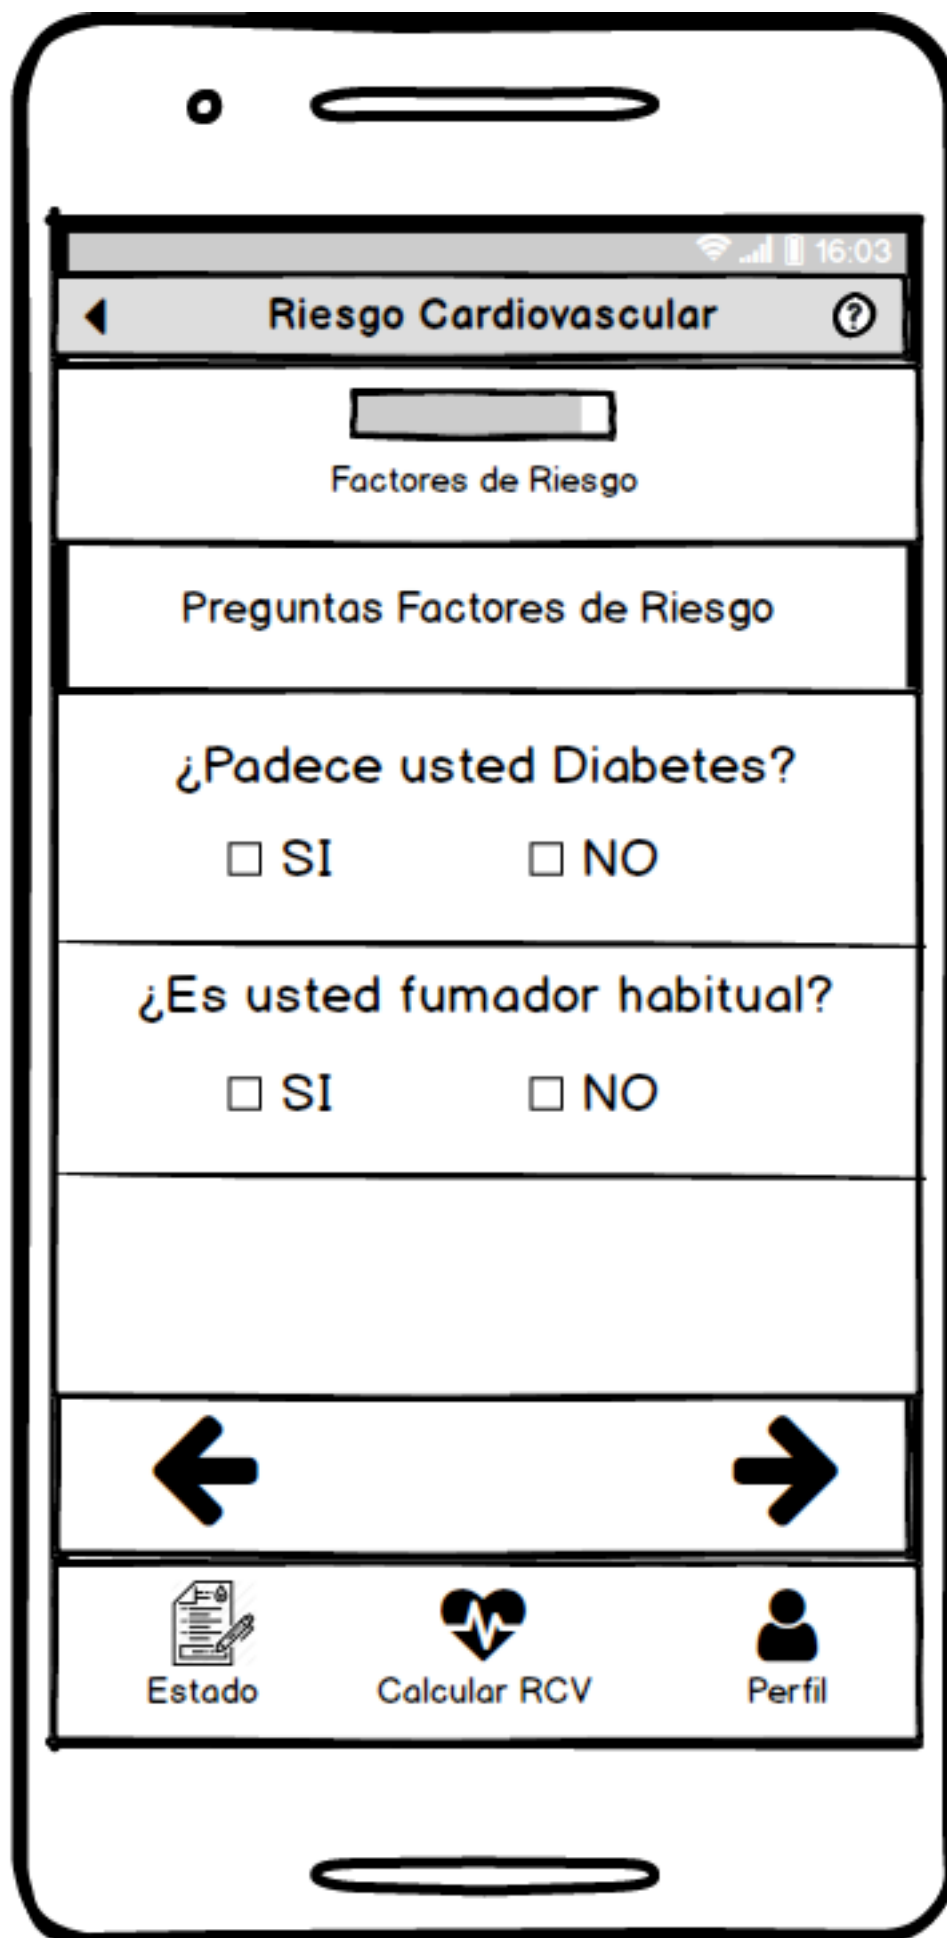 16:03
Riesgo Cardiovascular ?
Factores de Riesgo
Preguntas Factores de Riesgo
¿Padece usted Diabetes?
SI NO
¿Es usted fumador habitual?
SI NO
Estado Calcular RCV Perfil